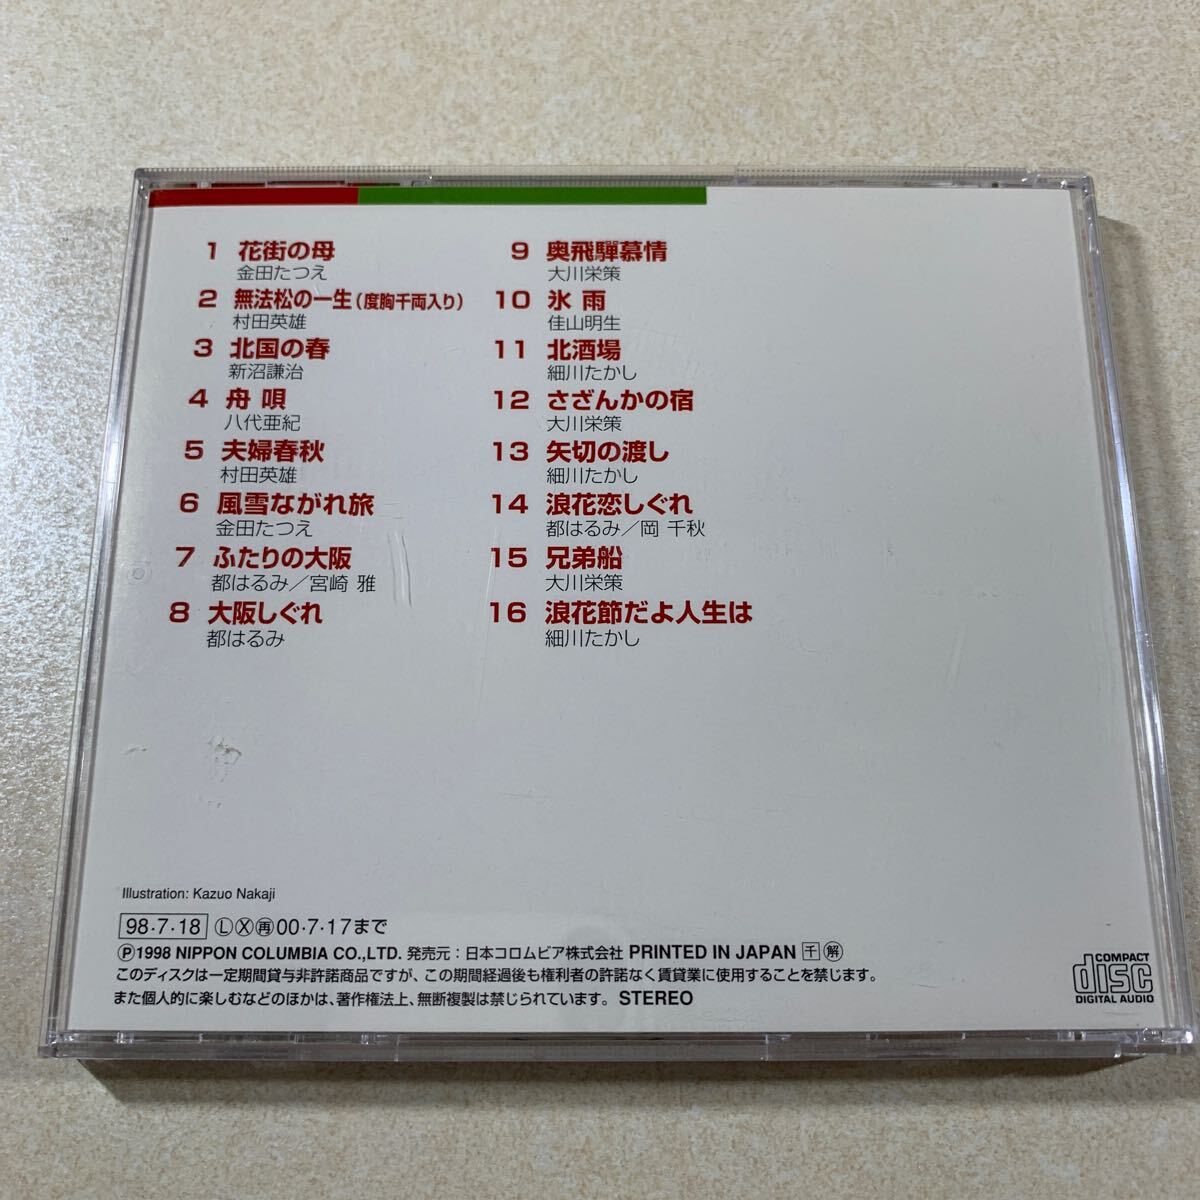 1 花街の母
金田たつえ
2 無法松の一生(度胸千両入り)
村田英雄
3 北国の春
新沼謙治
4 舟 唄
八代亜紀
5 夫婦春秋
村田英雄
6 風雪ながれ旅
金田たつえ
7 ふたりの大阪
都はるみ/宮崎 雅
8 大阪しぐれ
都はるみ
9 奥飛騨慕情
大川栄策
10 氷 雨
佳山明生
11 北酒場
細川たかし
12 さざんかの宿
大川栄策
13 矢切の渡し
細川たかし
14 浪花恋しぐれ
都はるみ/岡 千秋
15 兄弟船
大川栄策
16 浪花節だよ人生は
細川たかし
Illustration: Kazuo Nakaji
98・7・18 Ⓛ Ⓧ ㊢00・7・17まで
Ⓟ1998 NIPPON COLUMBIA CO.,LTD. 発売元：日本コロムビア株式会社 PRINTED IN JAPAN 千 解
このディスクは一定期間貸与非許諾商品ですが、この期間経過後も権利者の許諾なく賃貸業に使用することを禁じます。
また個人的に楽しむなどのほかは、著作権法上、無断複製は禁じられています。 STEREO
COMPACT
disc
DIGITAL AUDIO